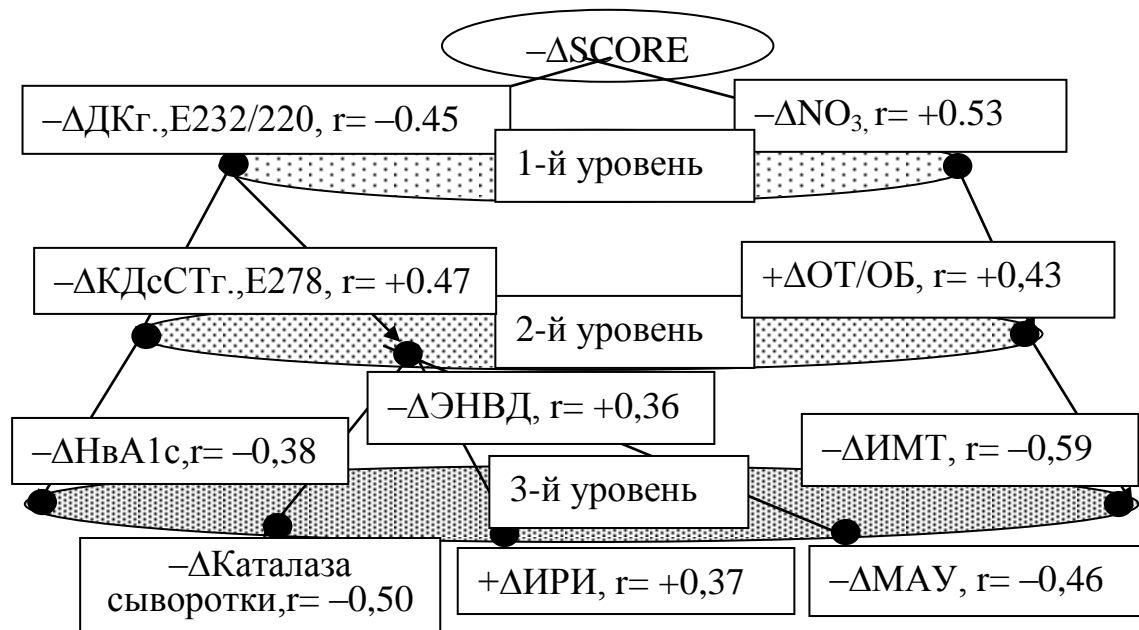 –ΔSCORE
–ΔДКг.,Е232/220, r= –0.45
–ΔNO₃, r= +0.53
1-й уровень
–ΔКДсСТг.,Е278, r= +0.47
+ΔОТ/ОБ, r= +0,43
2-й уровень
–ΔЭНВД, r= +0,36
–ΔНвА1с,r= –0,38
–ΔИМТ, r= –0,59
3-й уровень
–ΔКаталаза
сыворотки,r= –0,50
+ΔИРИ, r= +0,37
–ΔМАУ, r= –0,46